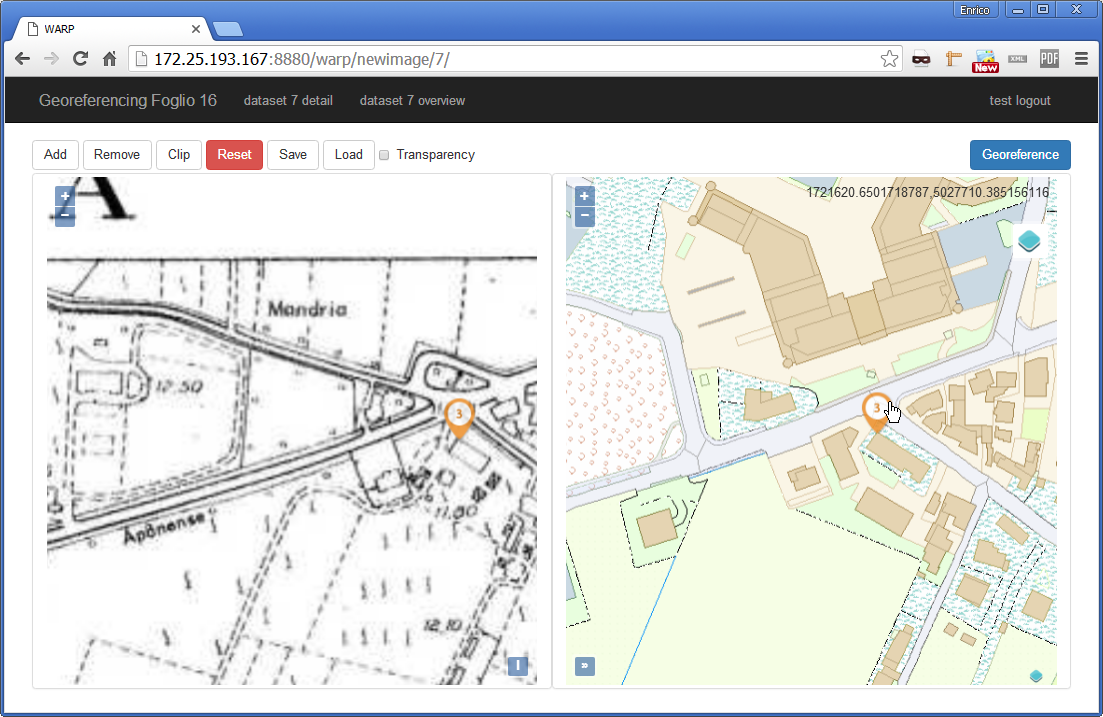 Enrico
WARP
172.25.193.167:8880/warp/newimage/7/
New
XML
PDF
Georeferencing Foglio 16
dataset 7 detail
dataset 7 overview
test logout
Add
Remove
Clip
Reset
Save
Load
Transparency
Georeference
A
+
−
Mandria
12.50
3
Aponense
11.80
12.10
I
+
−
1721620.6501718787,5027710.385156116
3
»